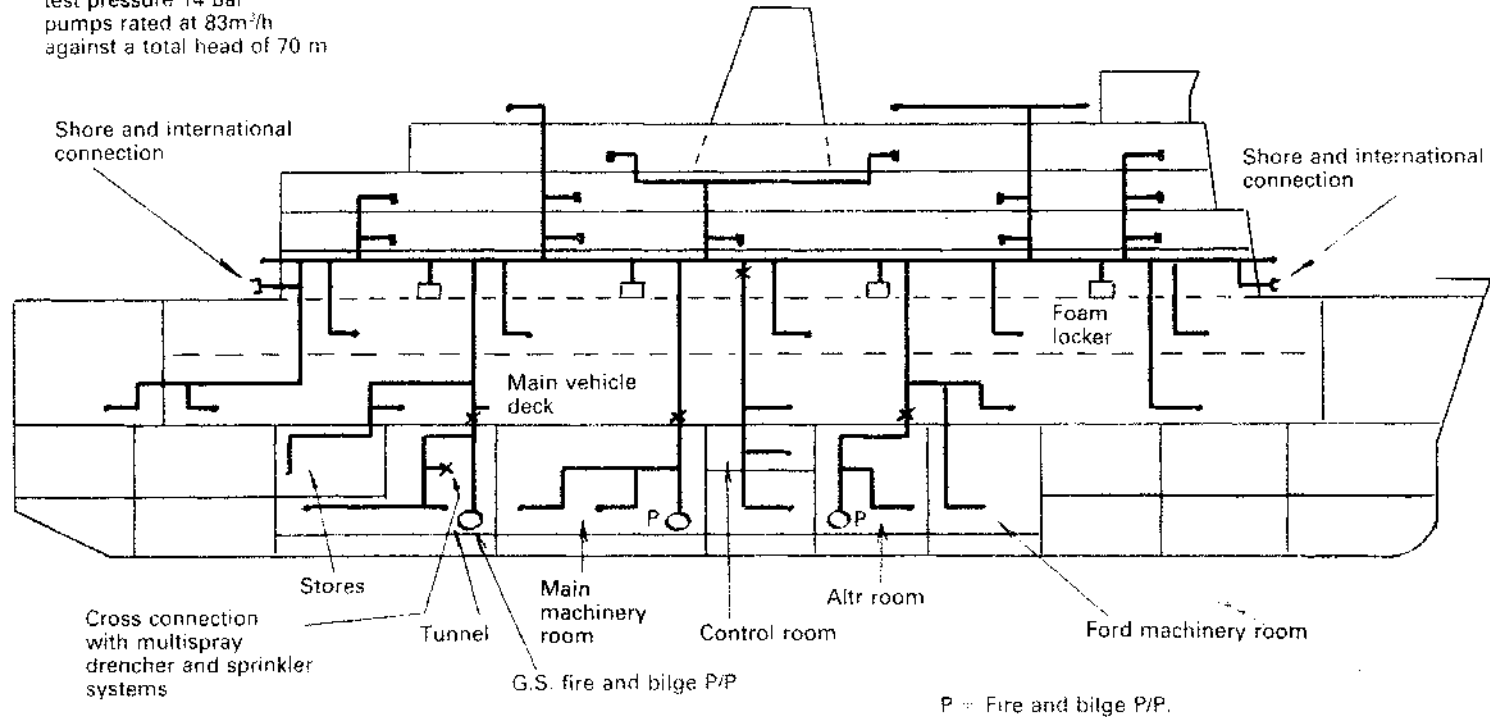 test pressure 14 bar
pumps rated at 83m³/h
against a total head of 70 m
Shore and international
connection
Shore and international
connection
Foam
locker
Main vehicle
deck
P
P
Stores
Main
machinery
room
Altr room
Cross connection
with multispray
drencher and sprinkler
systems
Tunnel
Control room
Ford machinery room
G.S. fire and bilge P/P
P = Fire and bilge P/P.